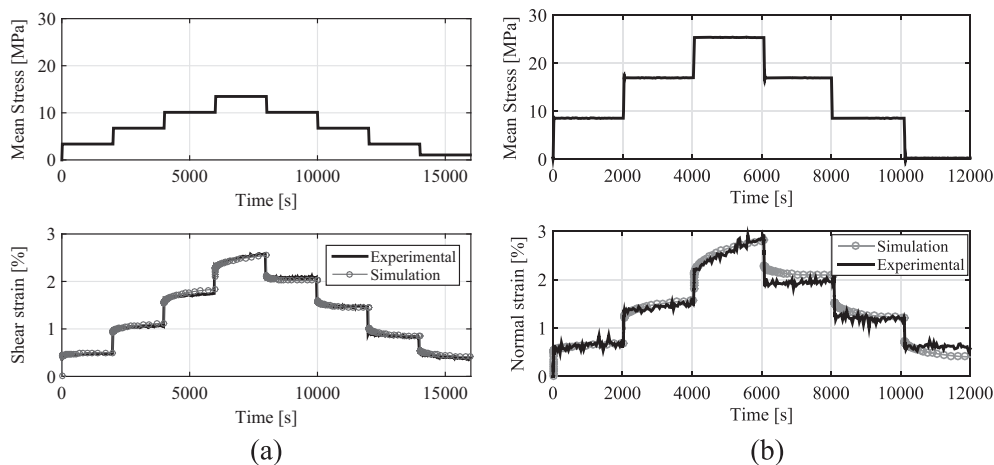 Mean Stress [MPa]
30
20
10
0
0 5000 10000 15000
Time [s]
Shear strain [%]
3
2
1
0
Experimental
Simulation
0 5000 10000 15000
Time [s]
(a)
Mean Stress [MPa]
30
20
10
0
0 2000 4000 6000 8000 10000 12000
Time [s]
Normal strain [%]
3
2
1
0
Simulation
Experimental
0 2000 4000 6000 8000 10000 12000
Time [s]
(b)